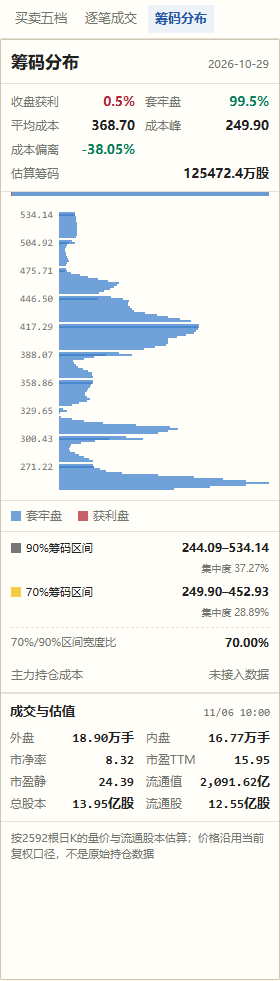 买卖五档 逐笔成交 筹码分布
筹码分布 2026-10-29
收盘获利 0.5% 套牢盘 99.5%
平均成本 368.70 成本峰 249.90
成本偏离 -38.05%
估算筹码 125472.4万股
534.14
504.92
475.71
446.50
417.29
388.07
358.86
329.65
300.43
271.22
套牢盘 获利盘
90%筹码区间 244.09–534.14
集中度 37.27%
70%筹码区间 249.90–452.93
集中度 28.89%
70%/90%区间宽度比 70.00%
主力持仓成本 未接入数据
成交与估值 11/06 10:00
外盘 18.90万手 内盘 16.77万手
市净率 8.32 市盈TTM 15.95
市盈静 24.39 流通值 2,091.62亿
总股本 13.95亿股 流通股 12.55亿股
按2592根日K的量价与流通股本估算；价格沿用当前
复权口径，不是原始持仓数据